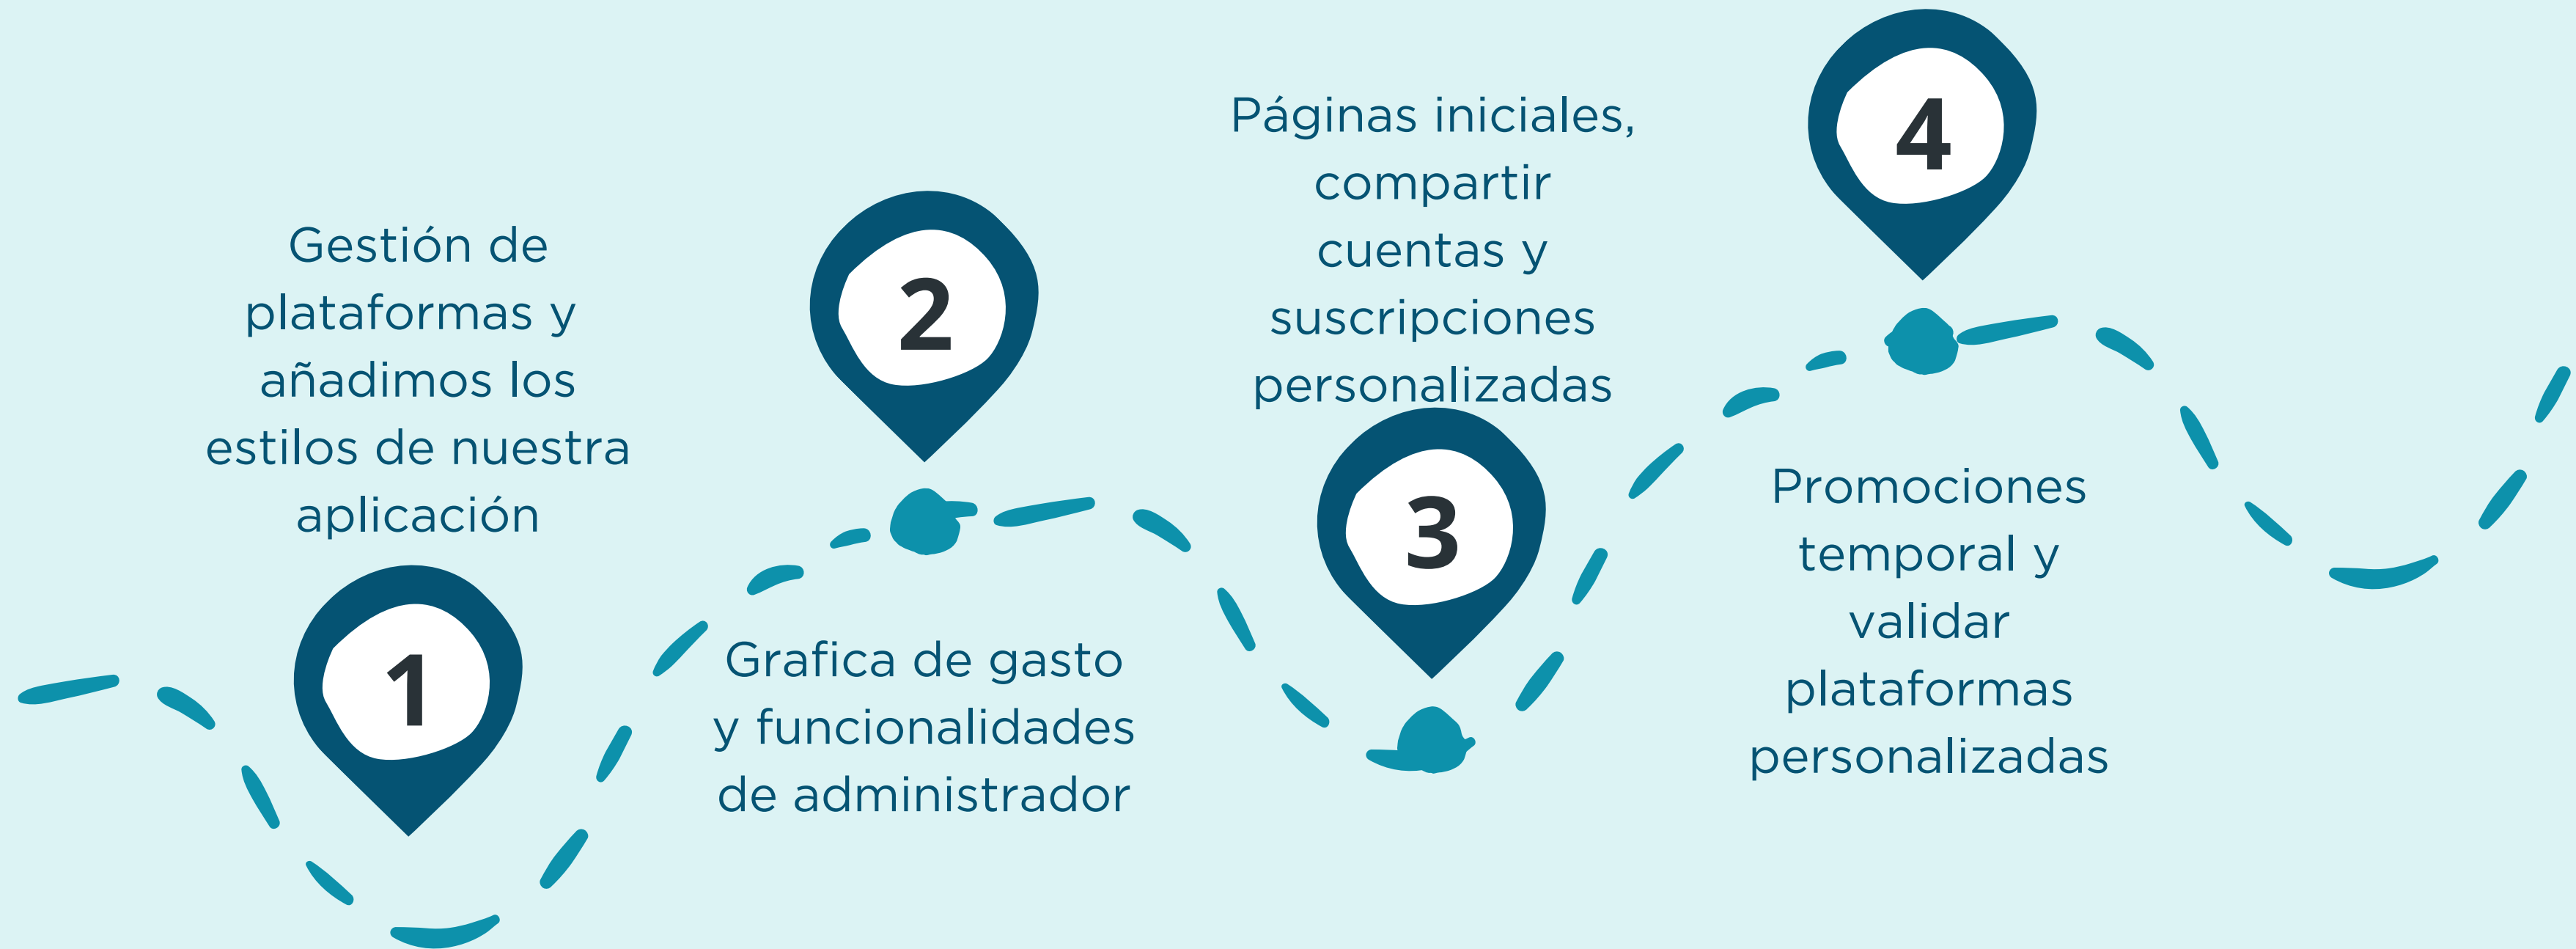 Gestión de
plataformas y
añadimos los
estilos de nuestra
aplicación
1
2
Grafica de gasto
y funcionalidades
de administrador
Páginas iniciales,
compartir
cuentas y
suscripciones
personalizadas
3
4
Promociones
temporal y
validar
plataformas
personalizadas